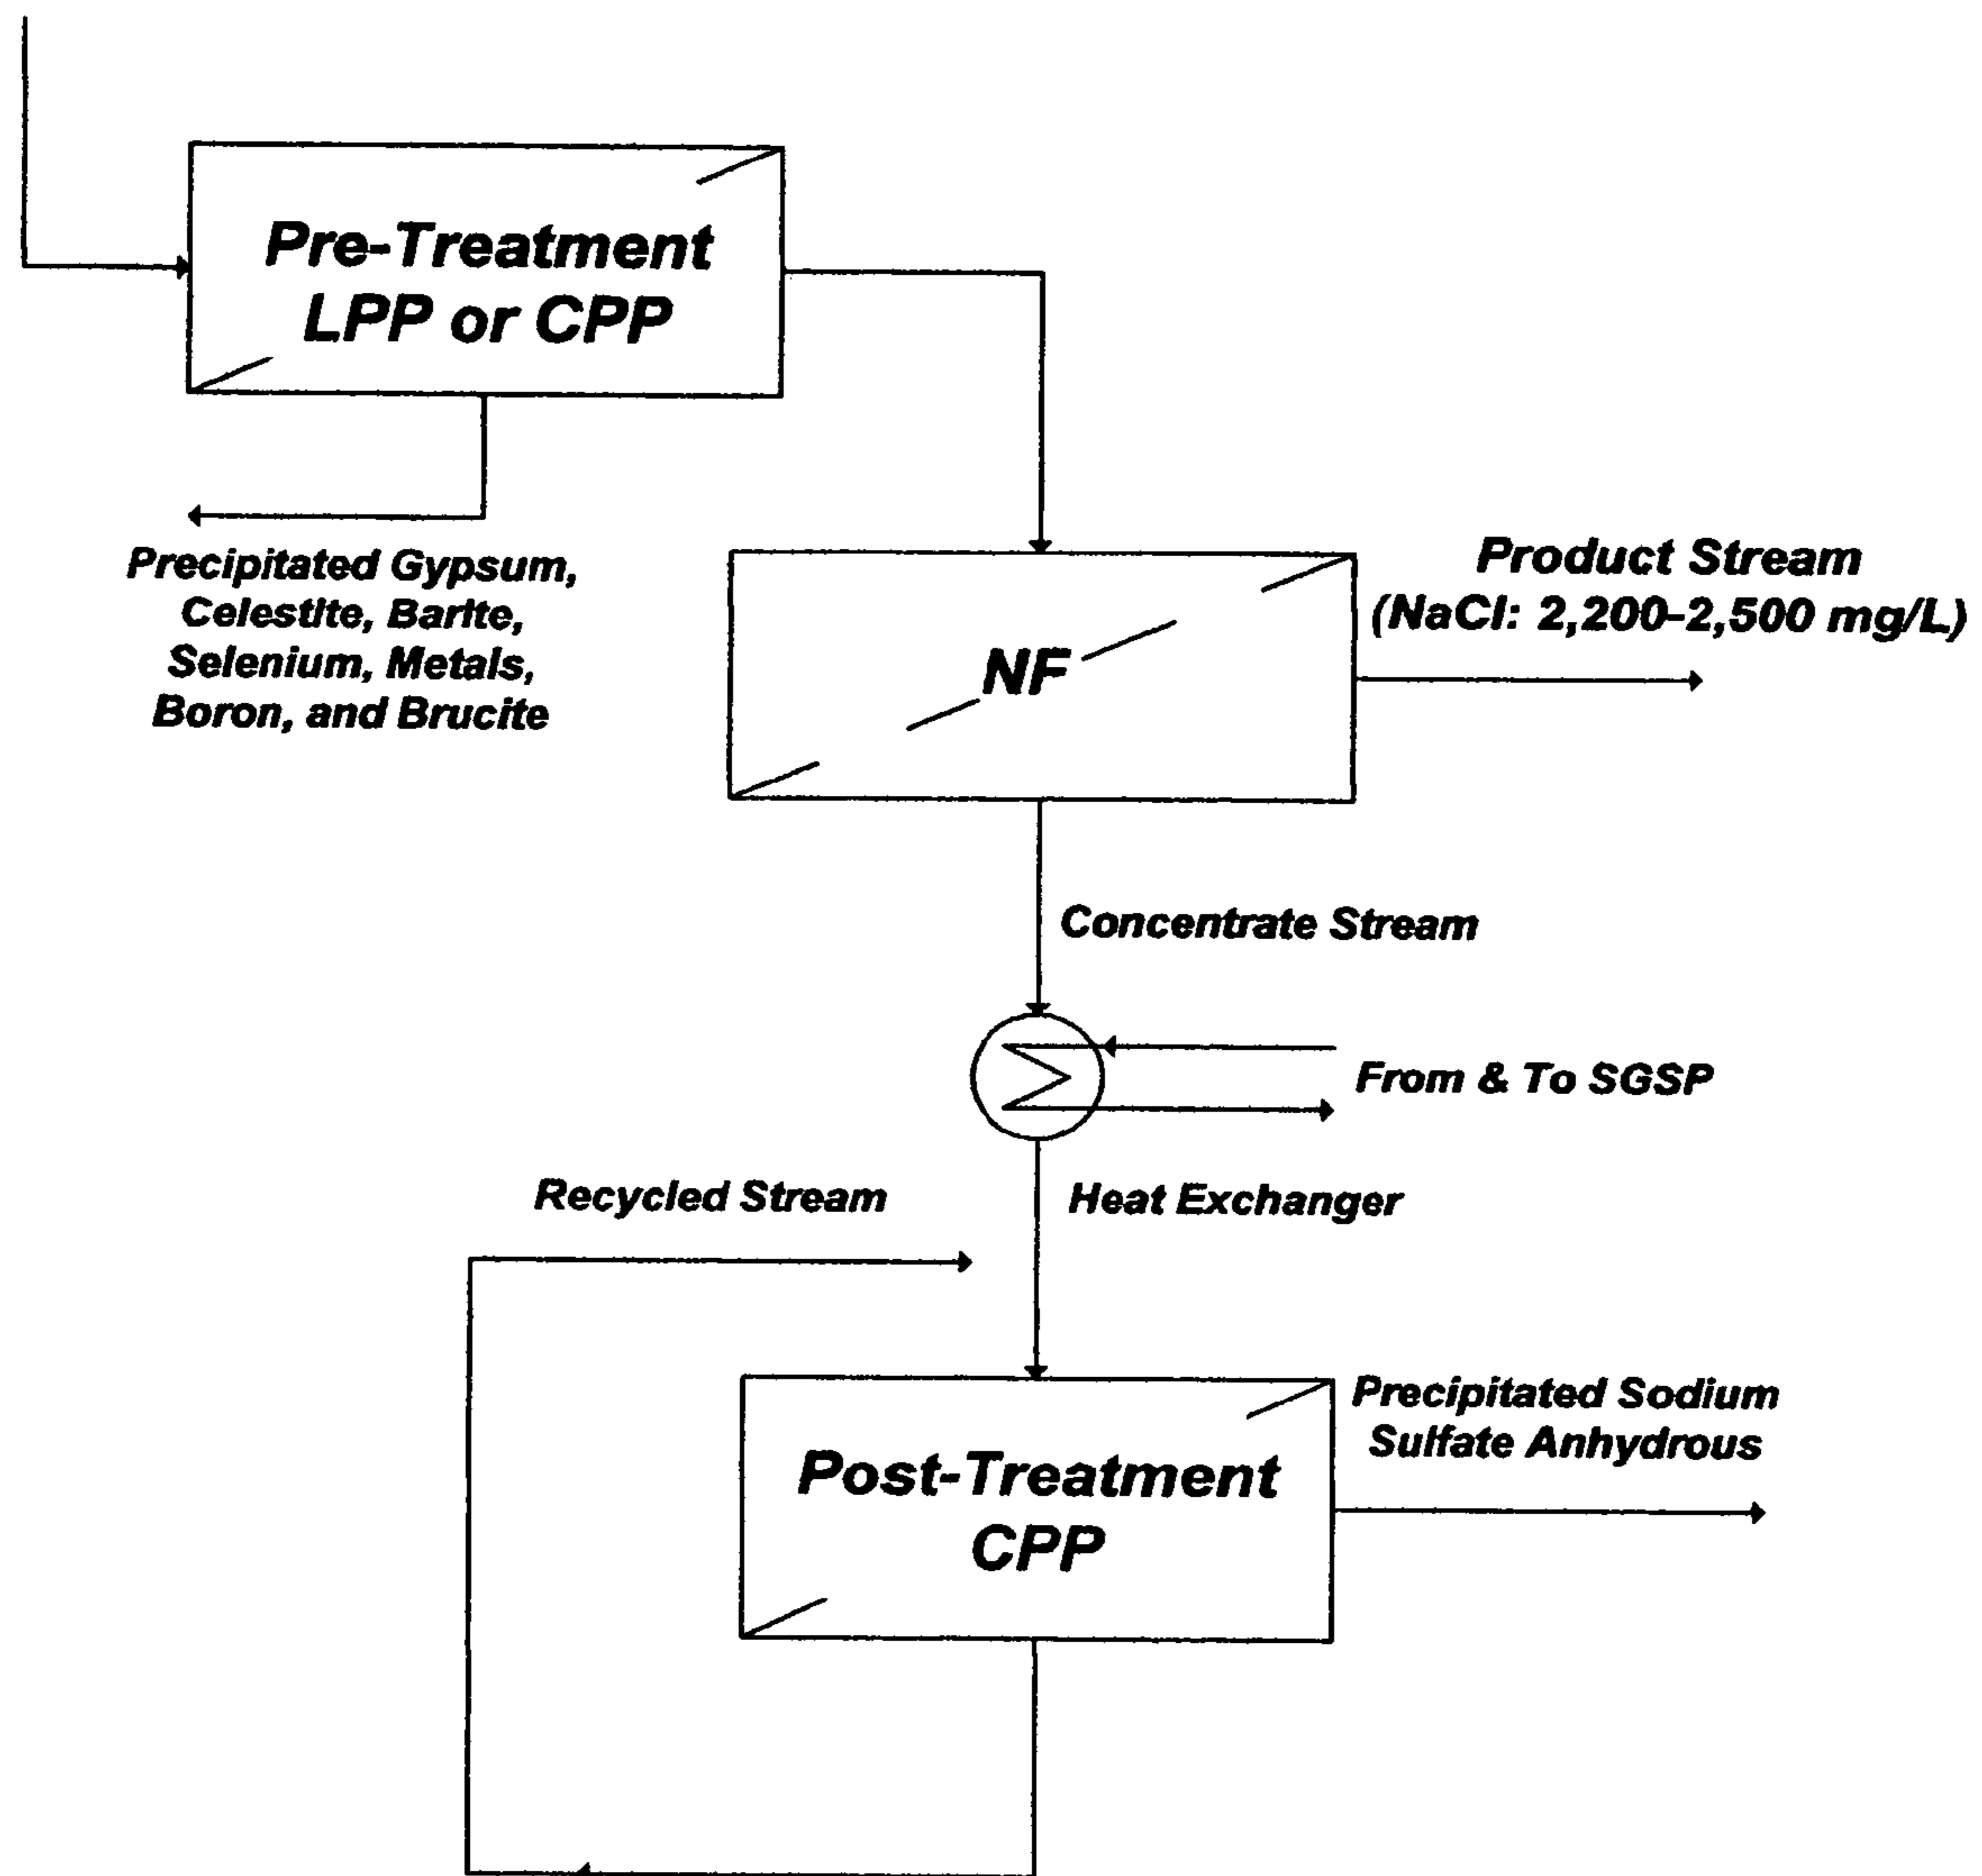 Pre-Treatment
LPP or CPP
Precipitated Gypsum,
Celestite, Barite,
Selenium, Metals,
Boron, and Brucite
NF
Product Stream
(NaCl: 2,200-2,500 mg/L)
Concentrate Stream
From & To SGSP
Recycled Stream
Heat Exchanger
Post-Treatment
CPP
Precipitated Sodium
Sulfate Anhydrous